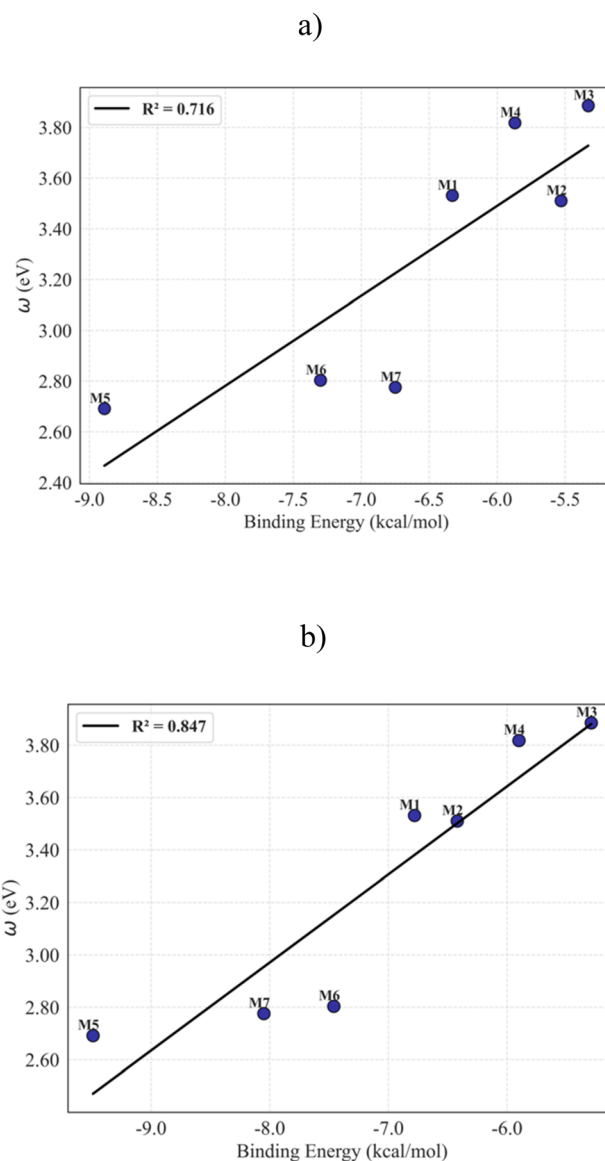 a)
R² = 0.716
M3
M4
3.80
M1
M2
3.60
3.40
3.20
ω (eV)
3.00
M6
M7
2.80
M5
2.60
2.40
-9.0 -8.5 -8.0 -7.5 -7.0 -6.5 -6.0 -5.5
Binding Energy (kcal/mol)
b)
R² = 0.847
M3
M4
3.80
M1 M2
3.60
3.40
3.20
ω (eV)
3.00
M7 M6
2.80
M5
2.60
-9.0 -8.0 -7.0 -6.0
Binding Energy (kcal/mol)